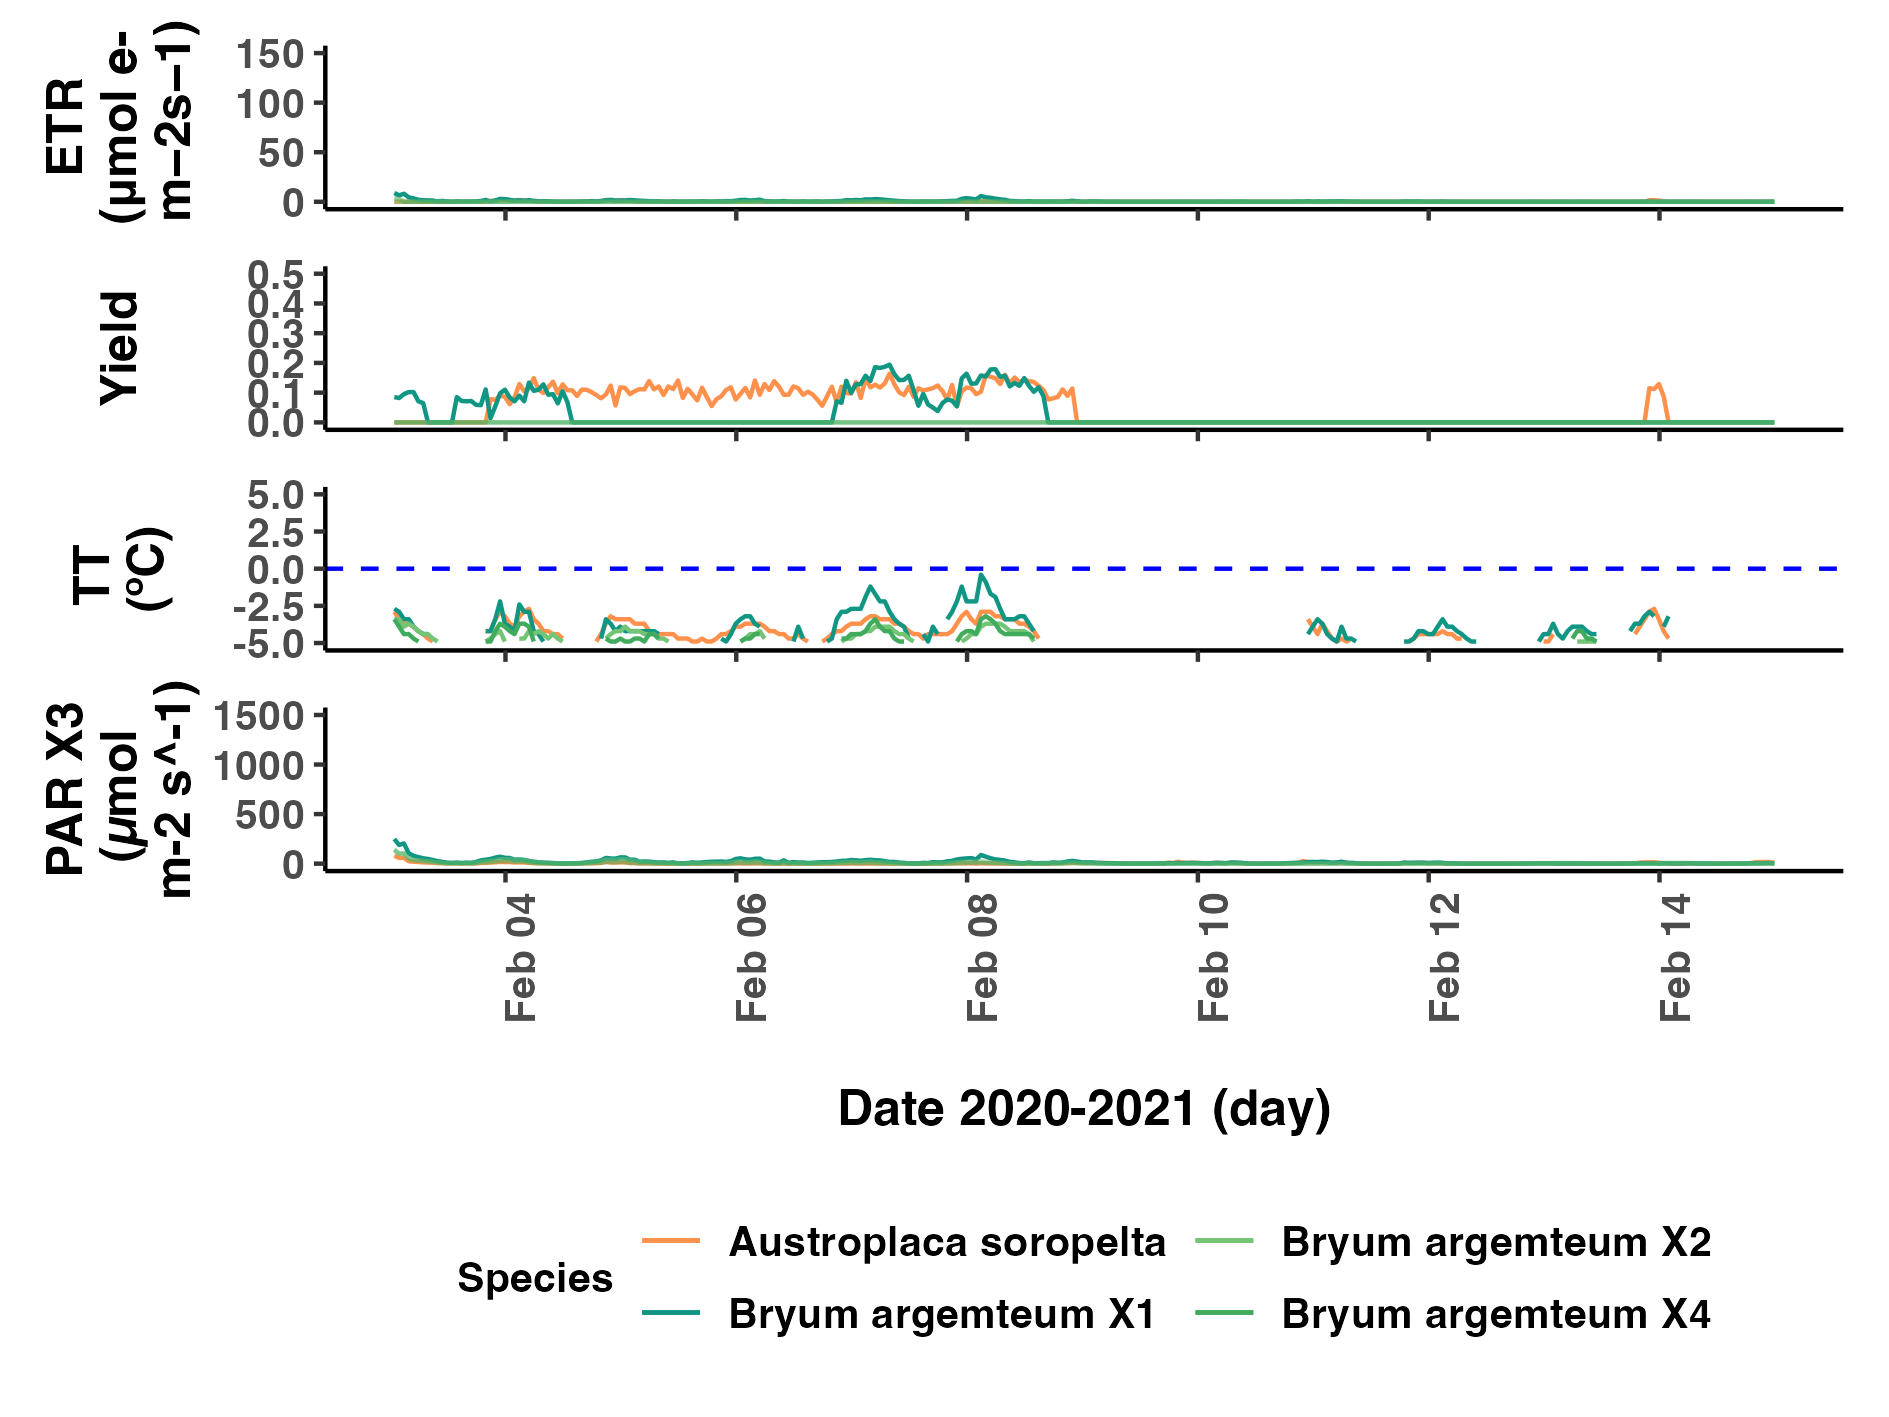 ETR
(µmol e-
m−2s−1)
150
100
50
0
Yield
0.5
0.4
0.3
0.2
0.1
0.0
TT
(ºC)
5.0
2.5
0.0
-2.5
-5.0
PAR X3
(µmol
m-2 s^-1)
1500
1000
500
0
Feb 04
Feb 06
Feb 08
Feb 10
Feb 12
Feb 14
Date 2020-2021 (day)
Species
Austroplaca soropelta
Bryum argemteum X2
Bryum argemteum X1
Bryum argemteum X4